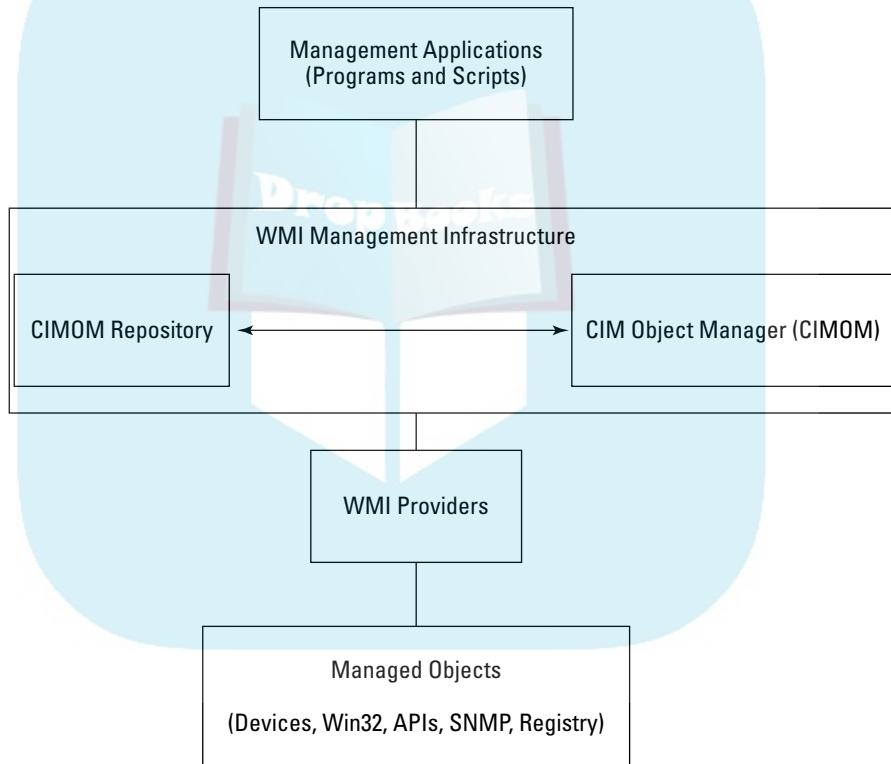 Management Applications
(Programs and Scripts)
DropBooks
WMI Management Infrastructure
CIMOM Repository
CIM Object Manager (CIMOM)
WMI Providers
Managed Objects
(Devices, Win32, APIs, SNMP, Registry)